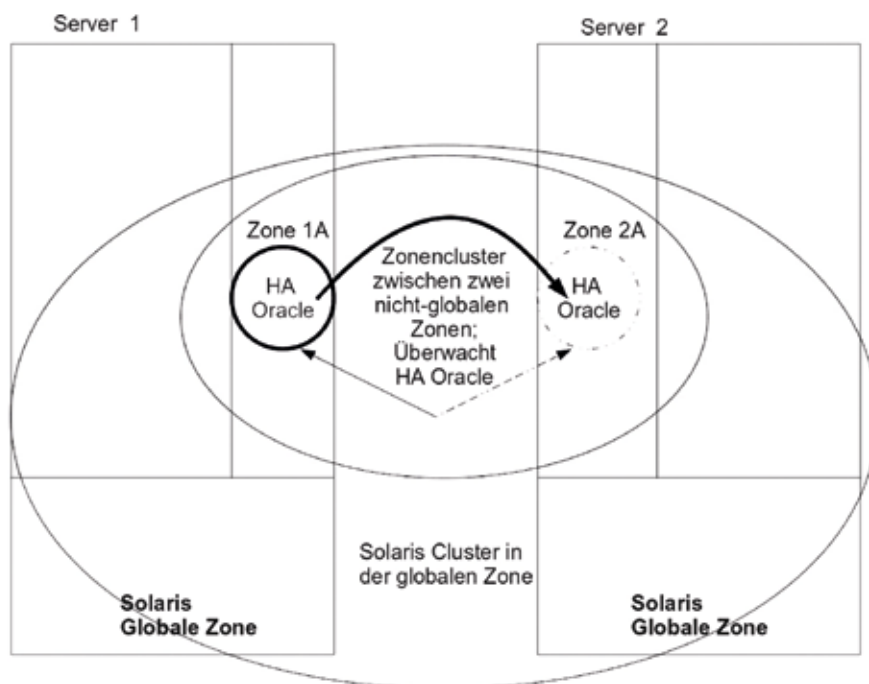 Server 1
Server 2
Zone 1A
HA
Oracle
Zonencluster
zwischen zwei
nicht-globalen
Zonen;
Überwacht
HA Oracle
Zone 2A
HA
Oracle
Solaris Cluster in
der globalen Zone
Solaris
Globale Zone
Solaris
Globale Zone